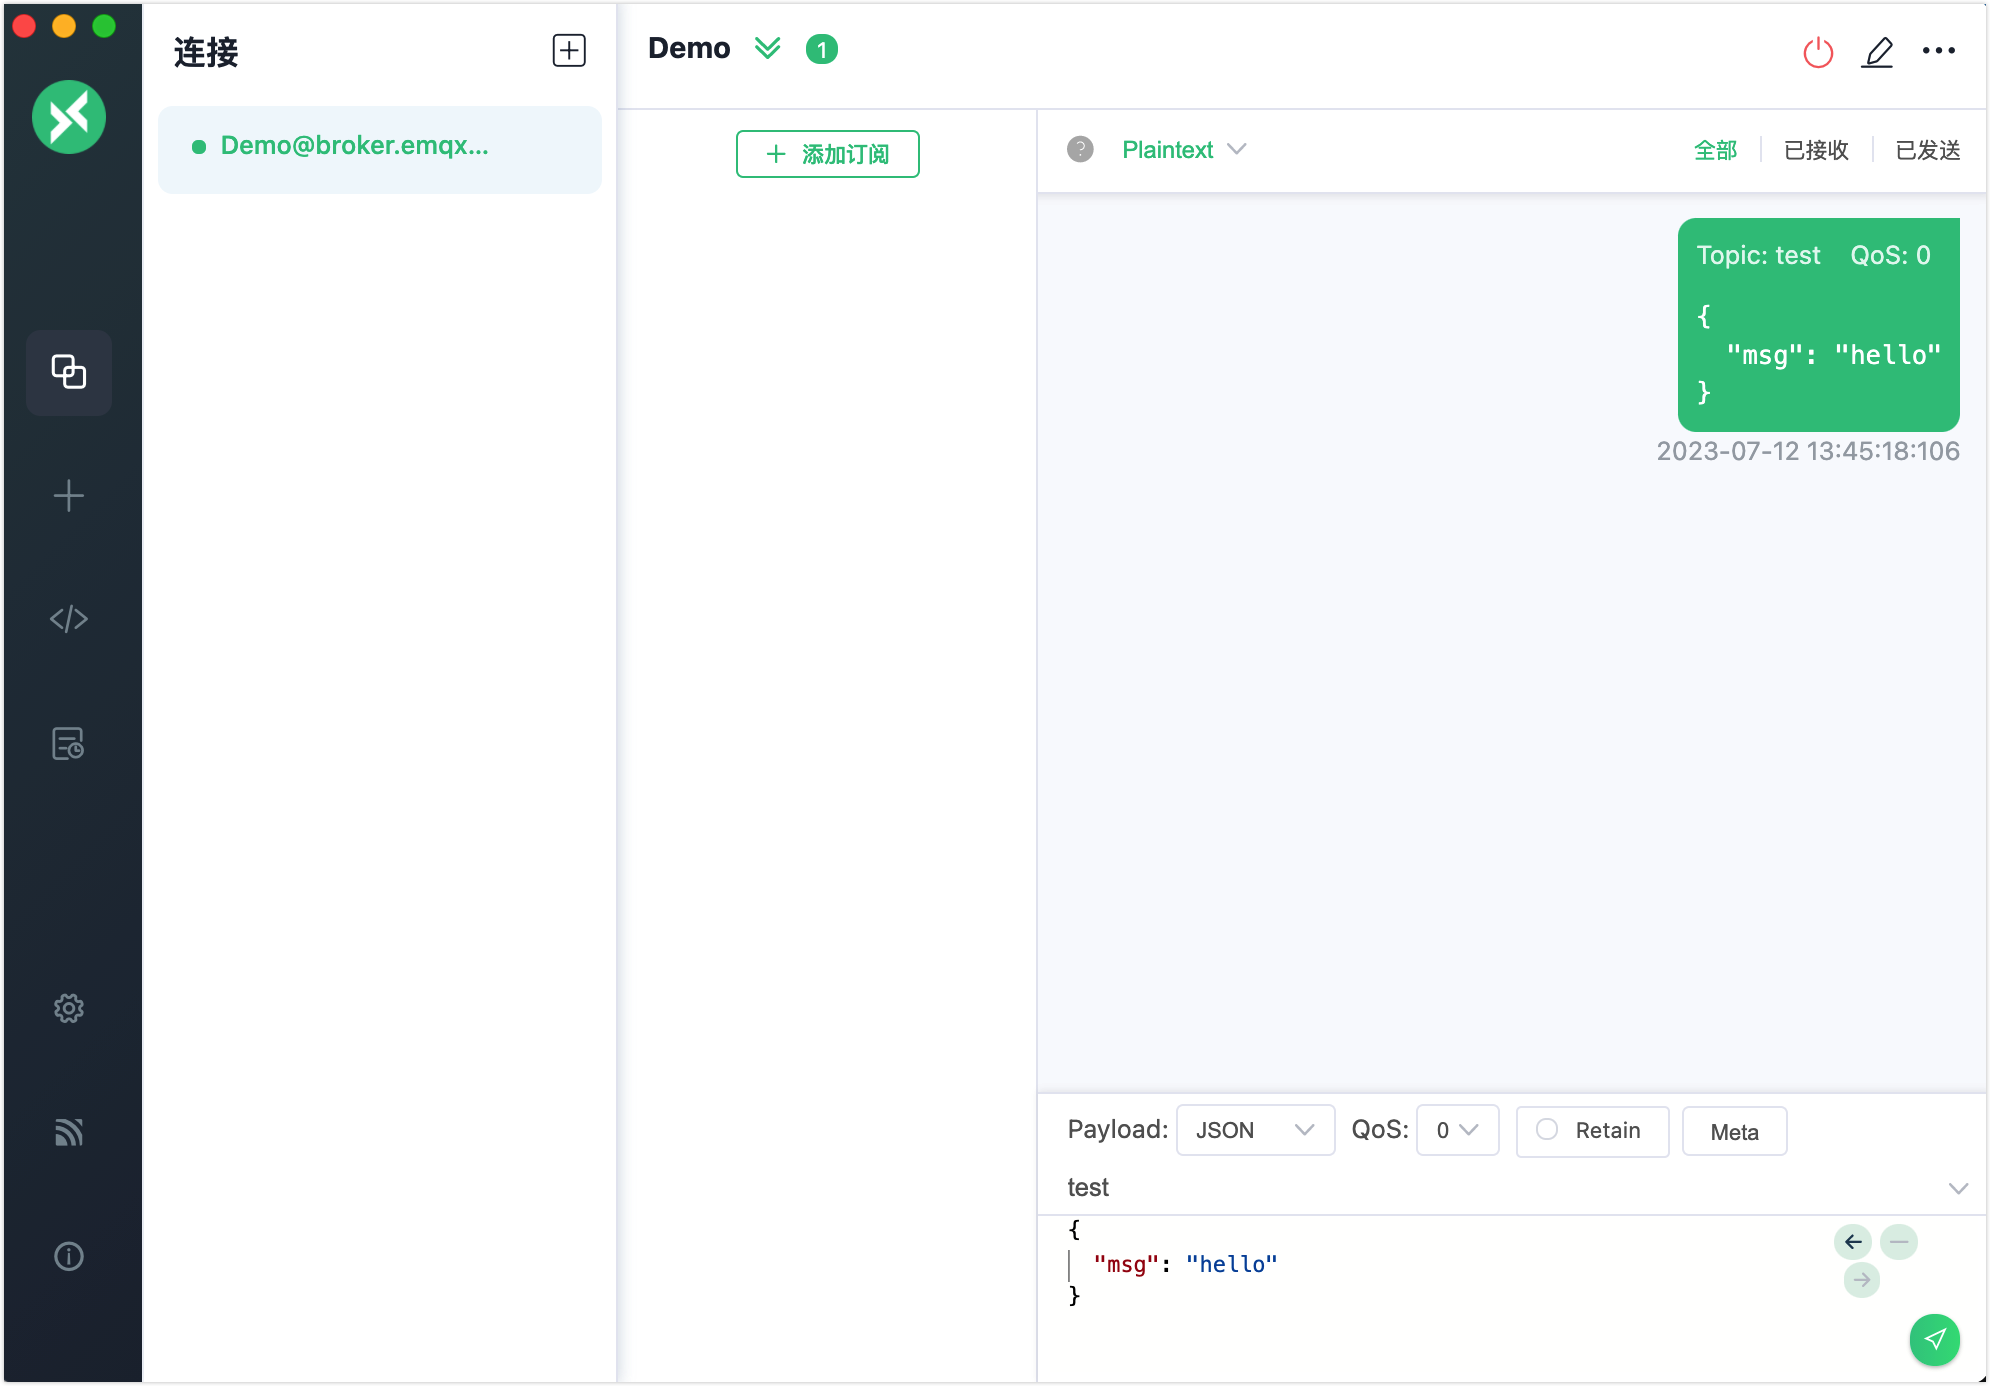 连接
Demo@broker.emqx...
Demo 1
添加订阅
Plaintext
全部 已接收 已发送
Topic: test QoS: 0
{
"msg": "hello"
}
2023-07-12 13:45:18:106
Payload: JSON QoS: 0 Retain Meta
test
{
"msg": "hello"
}